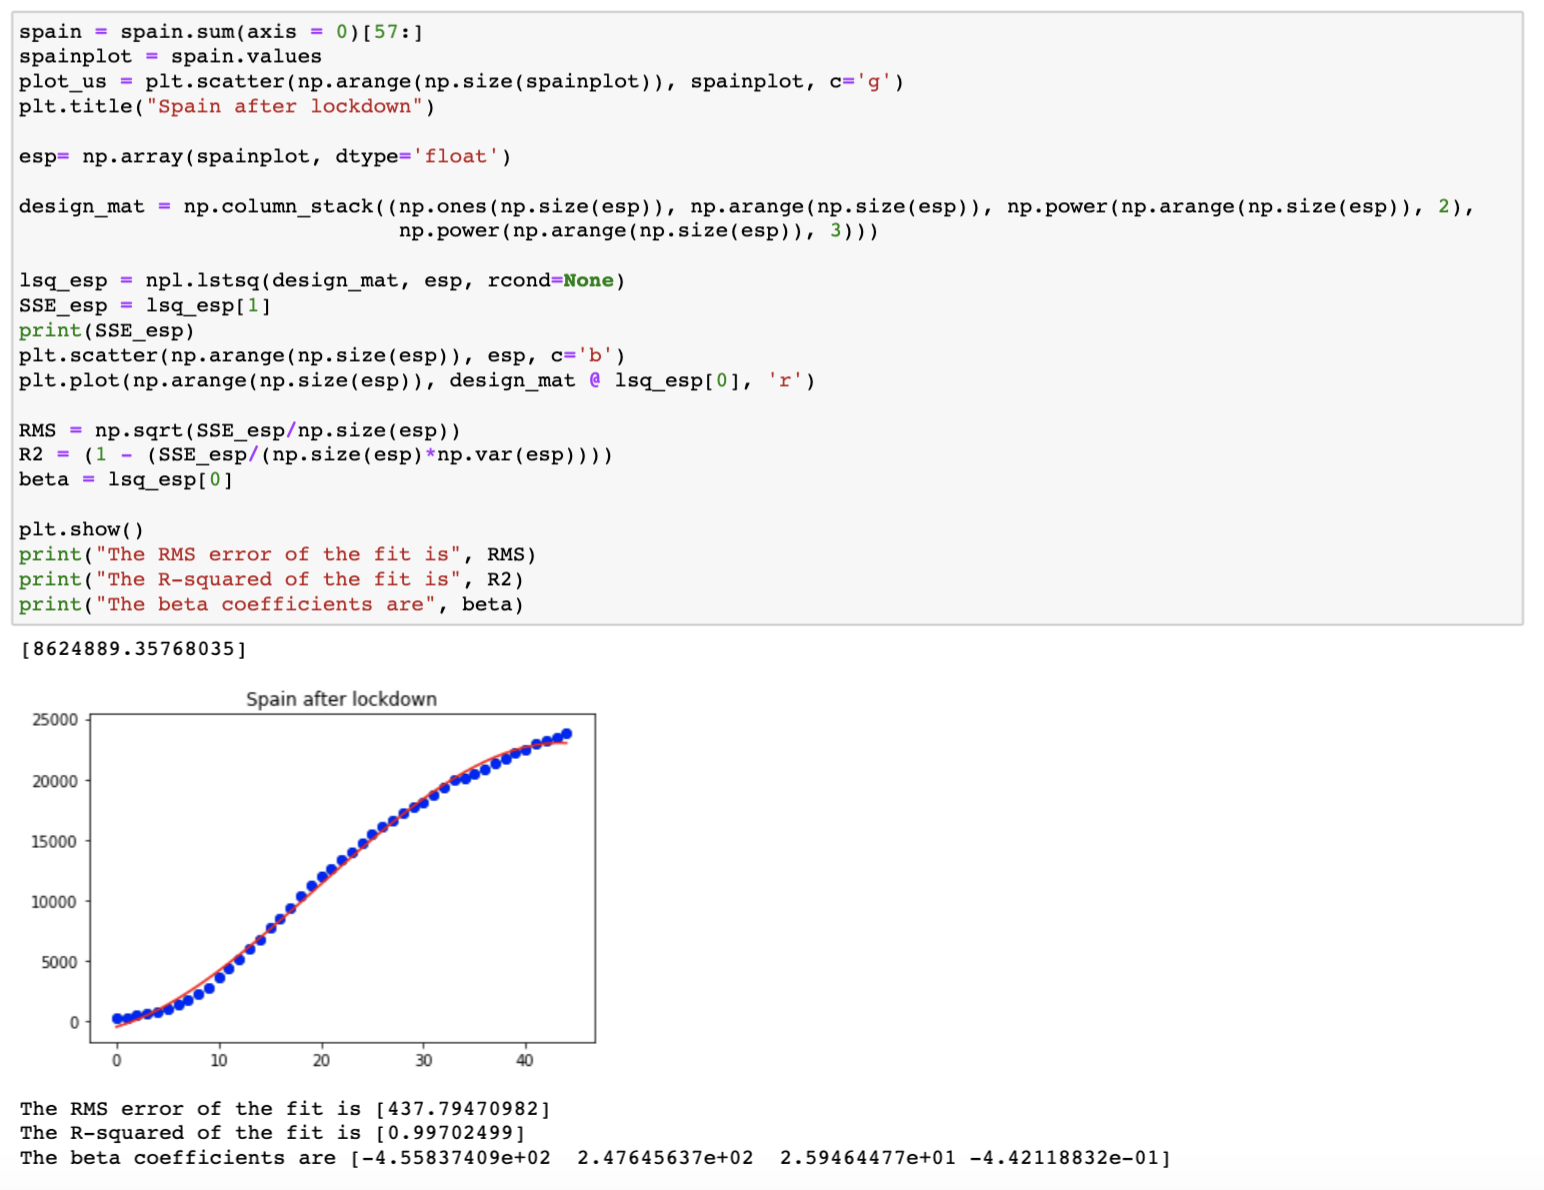 spain = spain.sum(axis = 0)[57:]
spainplot = spain.values
plot_us = plt.scatter(np.arange(np.size(spainplot)), spainplot, c='g')
plt.title("Spain after lockdown")
esp= np.array(spainplot, dtype='float')
design_mat = np.column_stack((np.ones(np.size(esp)), np.arange(np.size(esp)), np.power(np.arange(np.size(esp)), 2),
np.power(np.arange(np.size(esp)), 3)))
lsq_esp = npl.lstsq(design_mat, esp, rcond=None)
SSE_esp = lsq_esp[1]
print(SSE_esp)
plt.scatter(np.arange(np.size(esp)), esp, c='b')
plt.plot(np.arange(np.size(esp)), design_mat @ lsq_esp[0], 'r')
RMS = np.sqrt(SSE_esp/np.size(esp))
R2 = (1 - (SSE_esp/(np.size(esp)*np.var(esp))))
beta = lsq_esp[0]
plt.show()
print("The RMS error of the fit is", RMS)
print("The R-squared of the fit is", R2)
print("The beta coefficients are", beta)
[8624889.35768035]
Spain after lockdown
25000
20000
15000
10000
5000
0
0 10 20 30 40
The RMS error of the fit is [437.79470982]
The R-squared of the fit is [0.99702499]
The beta coefficients are [-4.55837409e+02  2.47645637e+02  2.59464477e+01 -4.42118832e-01]